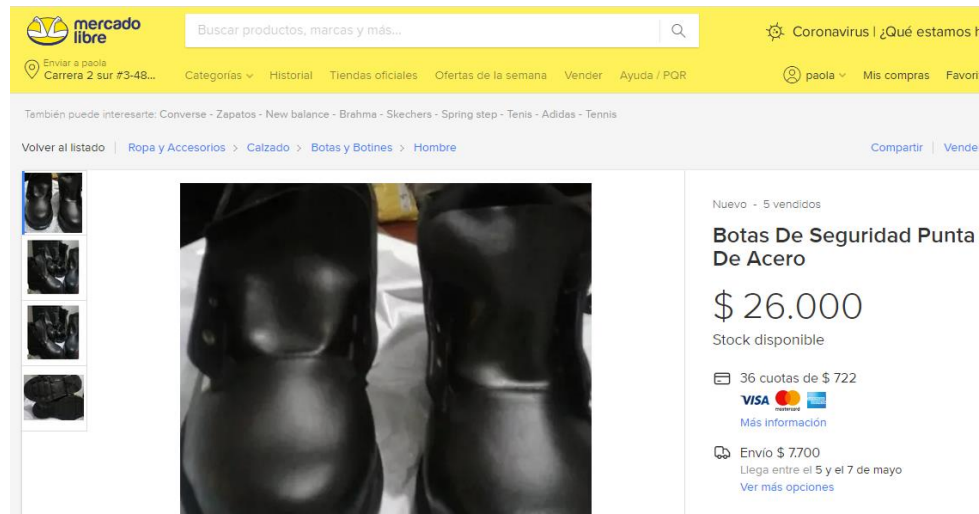 mercado
libre
Buscar productos, marcas y más...
Coronavirus | ¿Qué estamos h
Enviar a paola
Carrera 2 sur #3-48...
Categorías Historial Tiendas oficiales Ofertas de la semana Vender Ayuda / PQR
paola Mis compras Favori
También puede interesarte: Converse - Zapatos - New balance - Brahma - Skechers - Spring step - Tenis - Adidas - Tennis
Volver al listado | Ropa y Accesorios > Calzado > Botas y Botines > Hombre
Compartir | Vende
Nuevo - 5 vendidos
Botas De Seguridad Punta
De Acero
$ 26.000
Stock disponible
36 cuotas de $ 722
VISA mastercard
Más información
Envío $ 7.700
Llega entre el 5 y el 7 de mayo
Ver más opciones